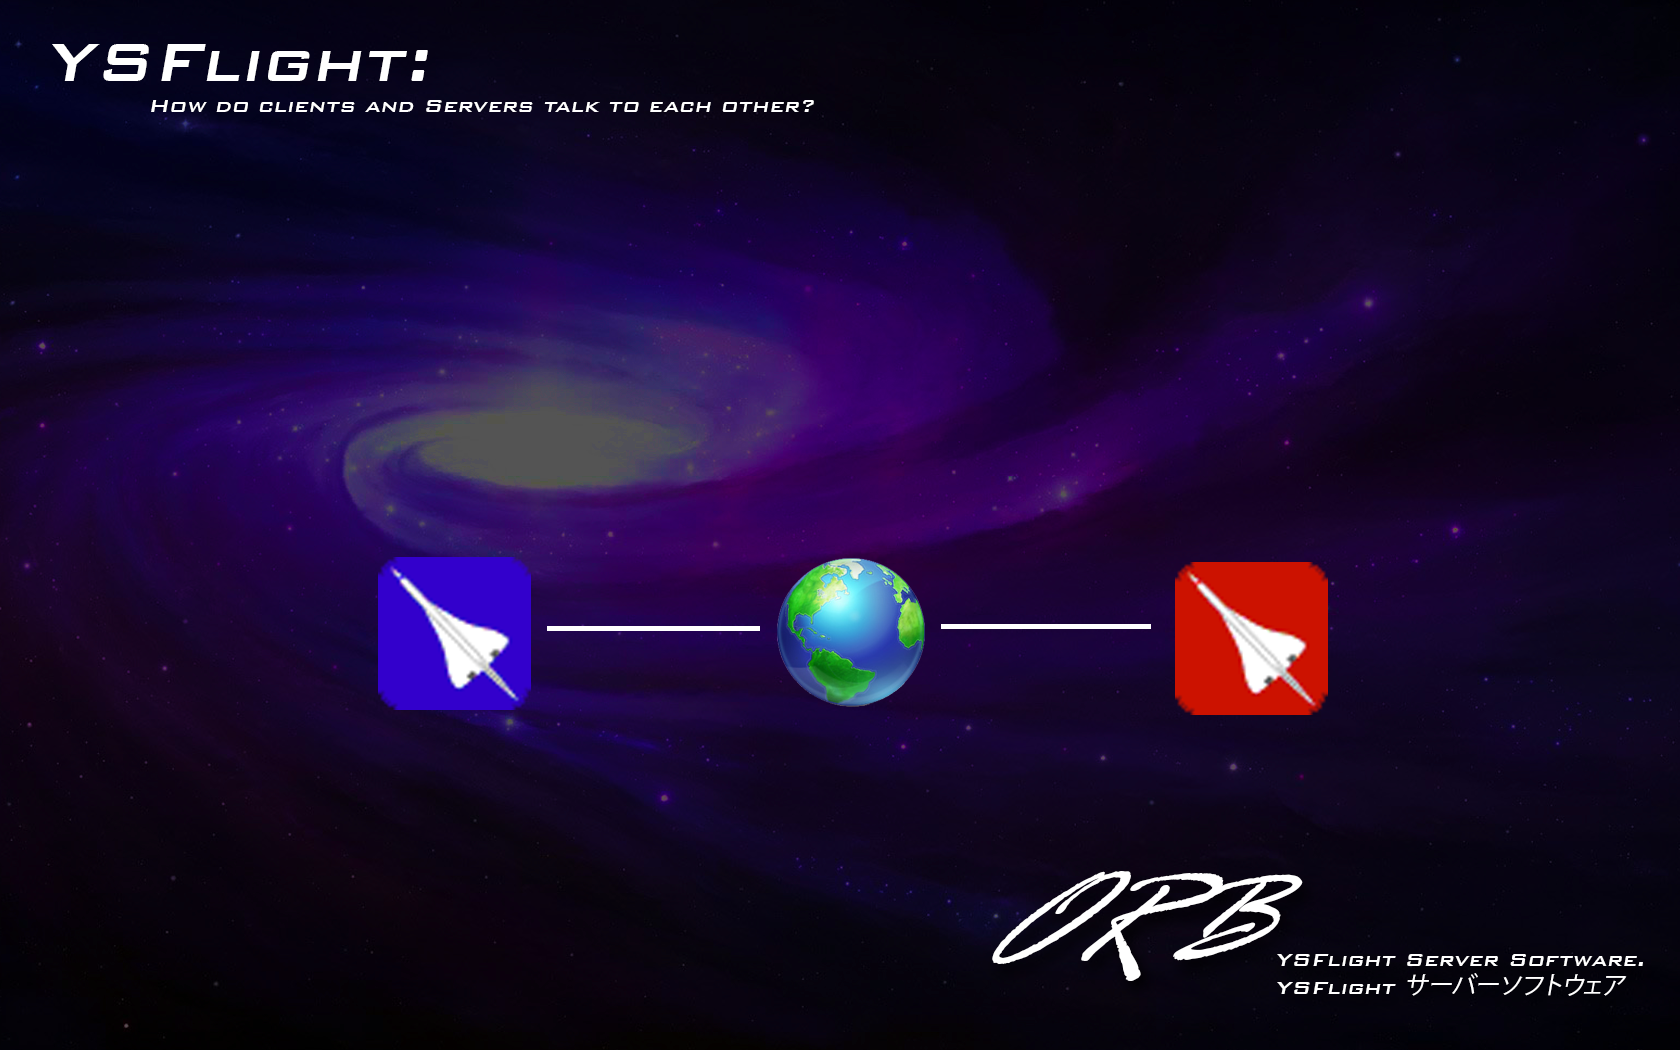 YSFlight:
How do clients and Servers talk to each other?
ORB
YSFlight Server Software.
YSFlight サーバーソフトウェア